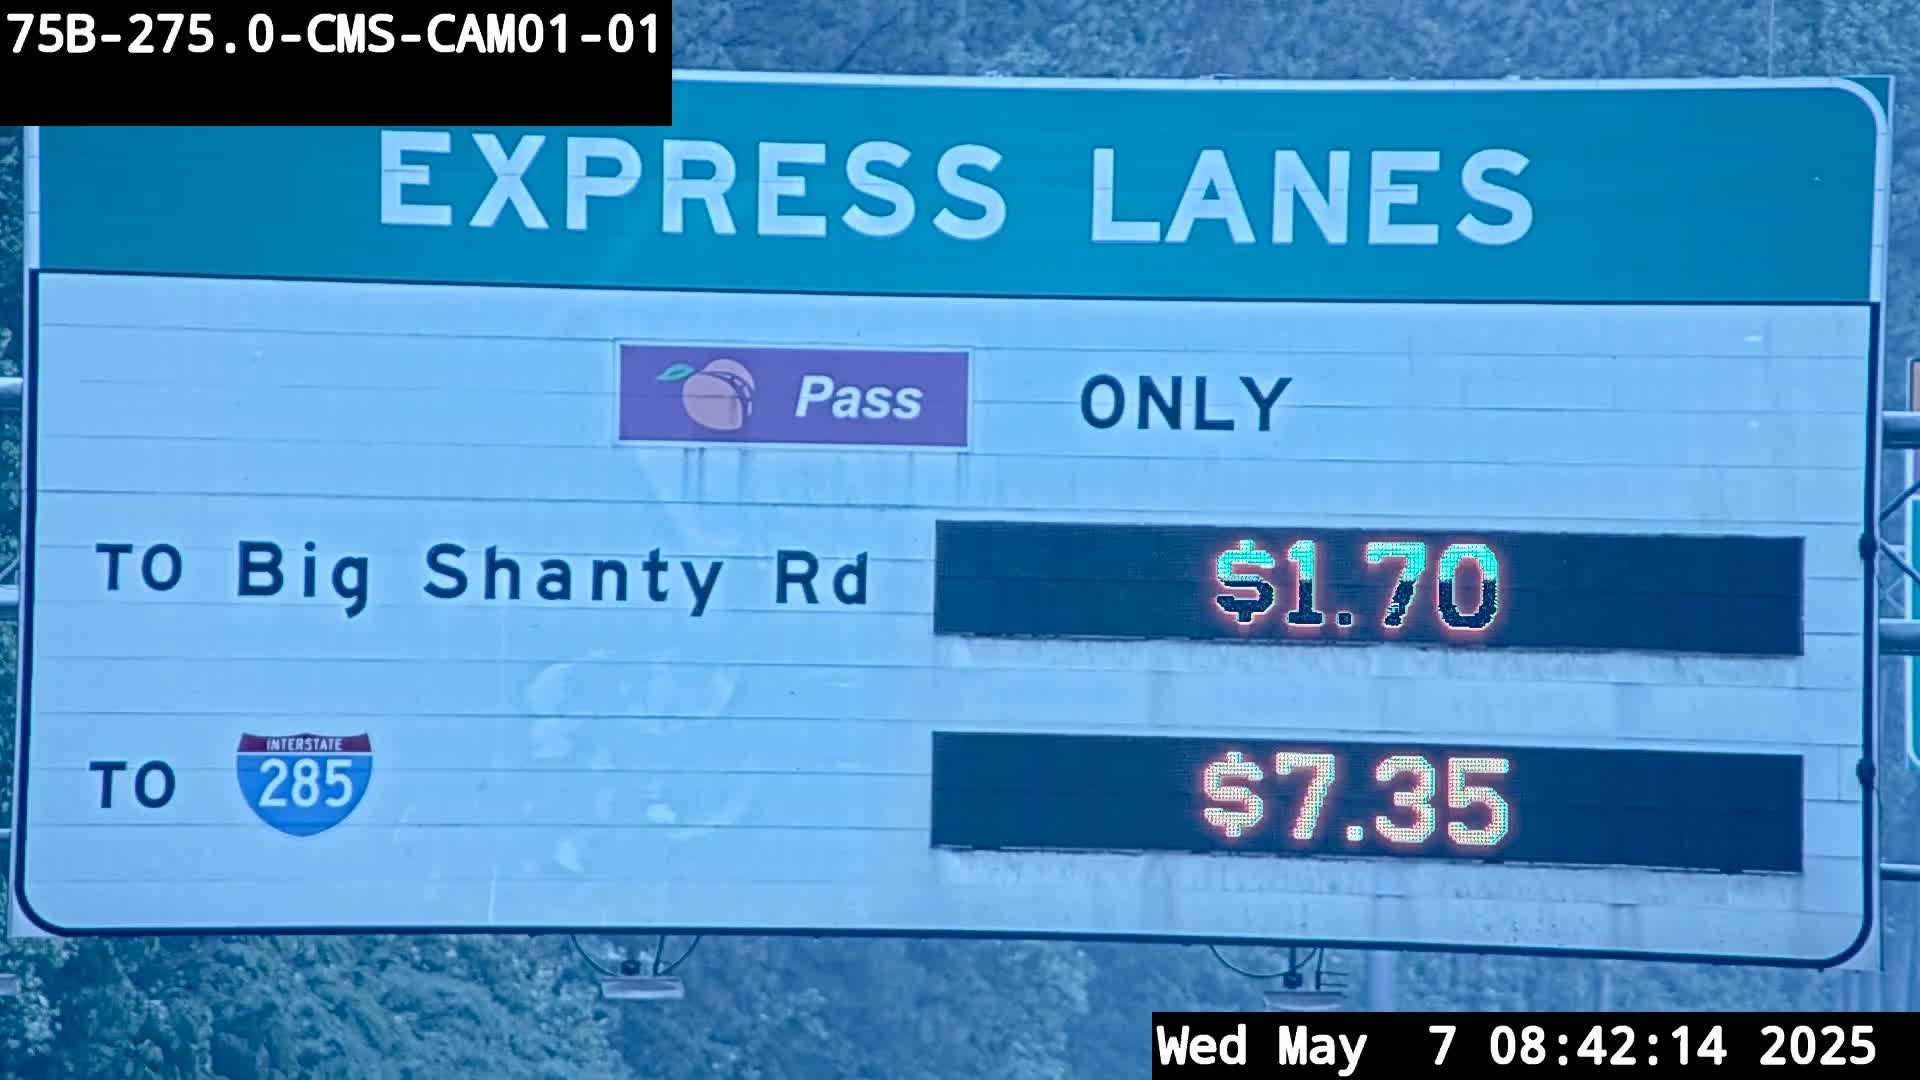 75B-275.0-CMS-CAM01-01
EXPRESS LANES
Pass ONLY
TO Big Shanty Rd $1.70
TO INTERSTATE 285 $7.35
Wed May 7 08:42:14 2025